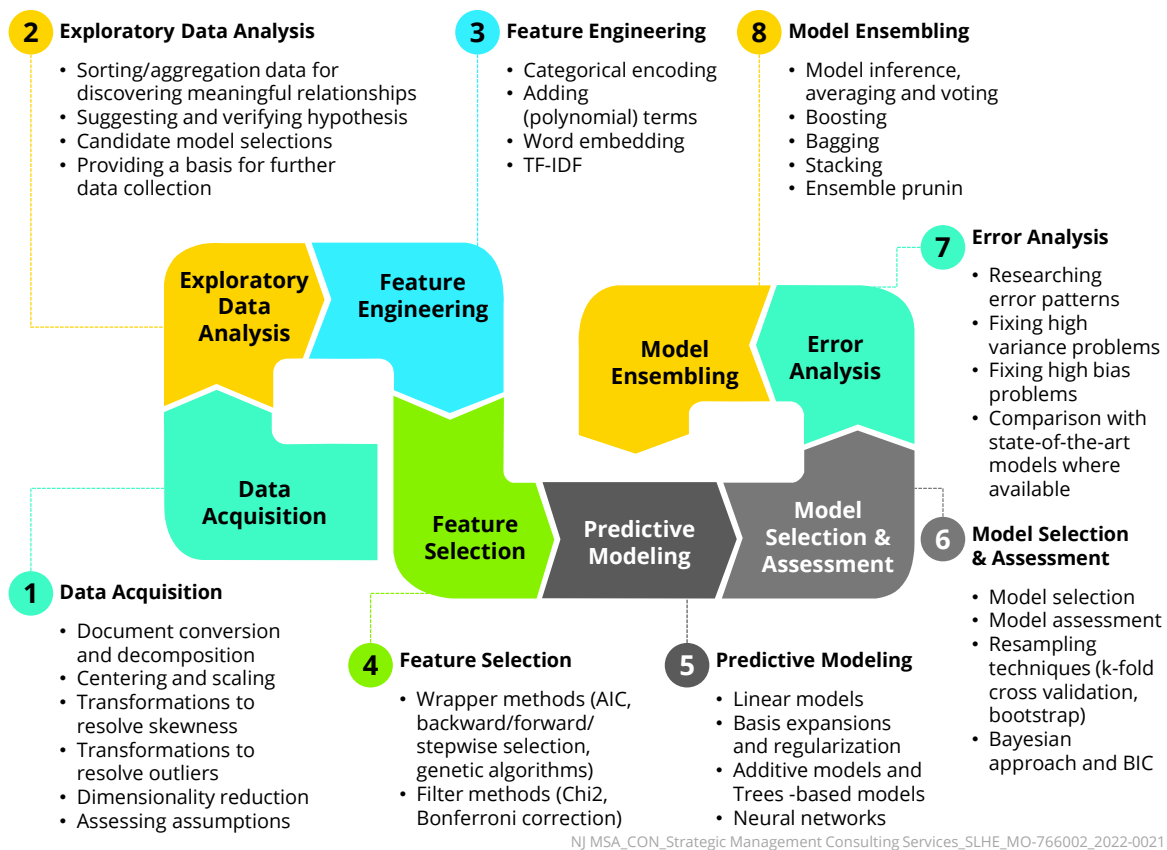 2 Exploratory Data Analysis
• Sorting/aggregation data for
discovering meaningful relationships
• Suggesting and verifying hypothesis
• Candidate model selections
• Providing a basis for further
data collection
3 Feature Engineering
• Categorical encoding
• Adding
(polynomial) terms
• Word embedding
• TF-IDF
8 Model Ensembling
• Model inference,
averaging and voting
• Boosting
• Bagging
• Stacking
• Ensemble prunin
7 Error Analysis
• Researching
error patterns
• Fixing high
variance problems
• Fixing high bias
problems
• Comparison with
state-of-the-art
models where
available
Exploratory
Data
Analysis
Feature
Engineering
Model
Ensembling
Error
Analysis
Data
Acquisition
Feature
Selection
Predictive
Modeling
Model
Selection &
Assessment
1 Data Acquisition
• Document conversion
and decomposition
• Centering and scaling
• Transformations to
resolve skewness
• Transformations to
resolve outliers
• Dimensionality reduction
• Assessing assumptions
4 Feature Selection
• Wrapper methods (AIC,
backward/forward/
stepwise selection,
genetic algorithms)
• Filter methods (Chi2,
Bonferroni correction)
5 Predictive Modeling
• Linear models
• Basis expansions
and regularization
• Additive models and
Trees -based models
• Neural networks
6 Model Selection
& Assessment
• Model selection
• Model assessment
• Resampling
techniques (k-fold
cross validation,
bootstrap)
• Bayesian
approach and BIC
NJ MSA_CON_Strategic Management Consulting Services_SLHE_MO-766002_2022-0021